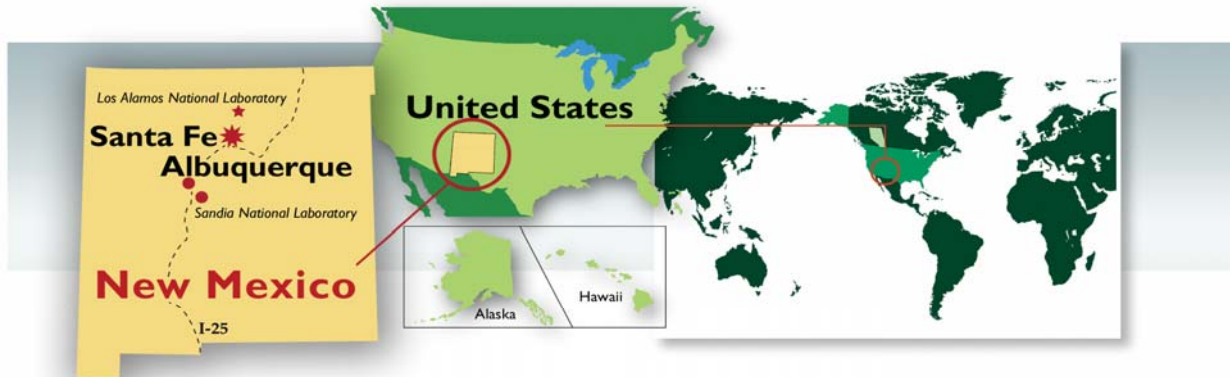 Los Alamos National Laboratory
Santa Fe
Albuquerque
Sandia National Laboratory
New Mexico
I-25
United States
Alaska
Hawaii